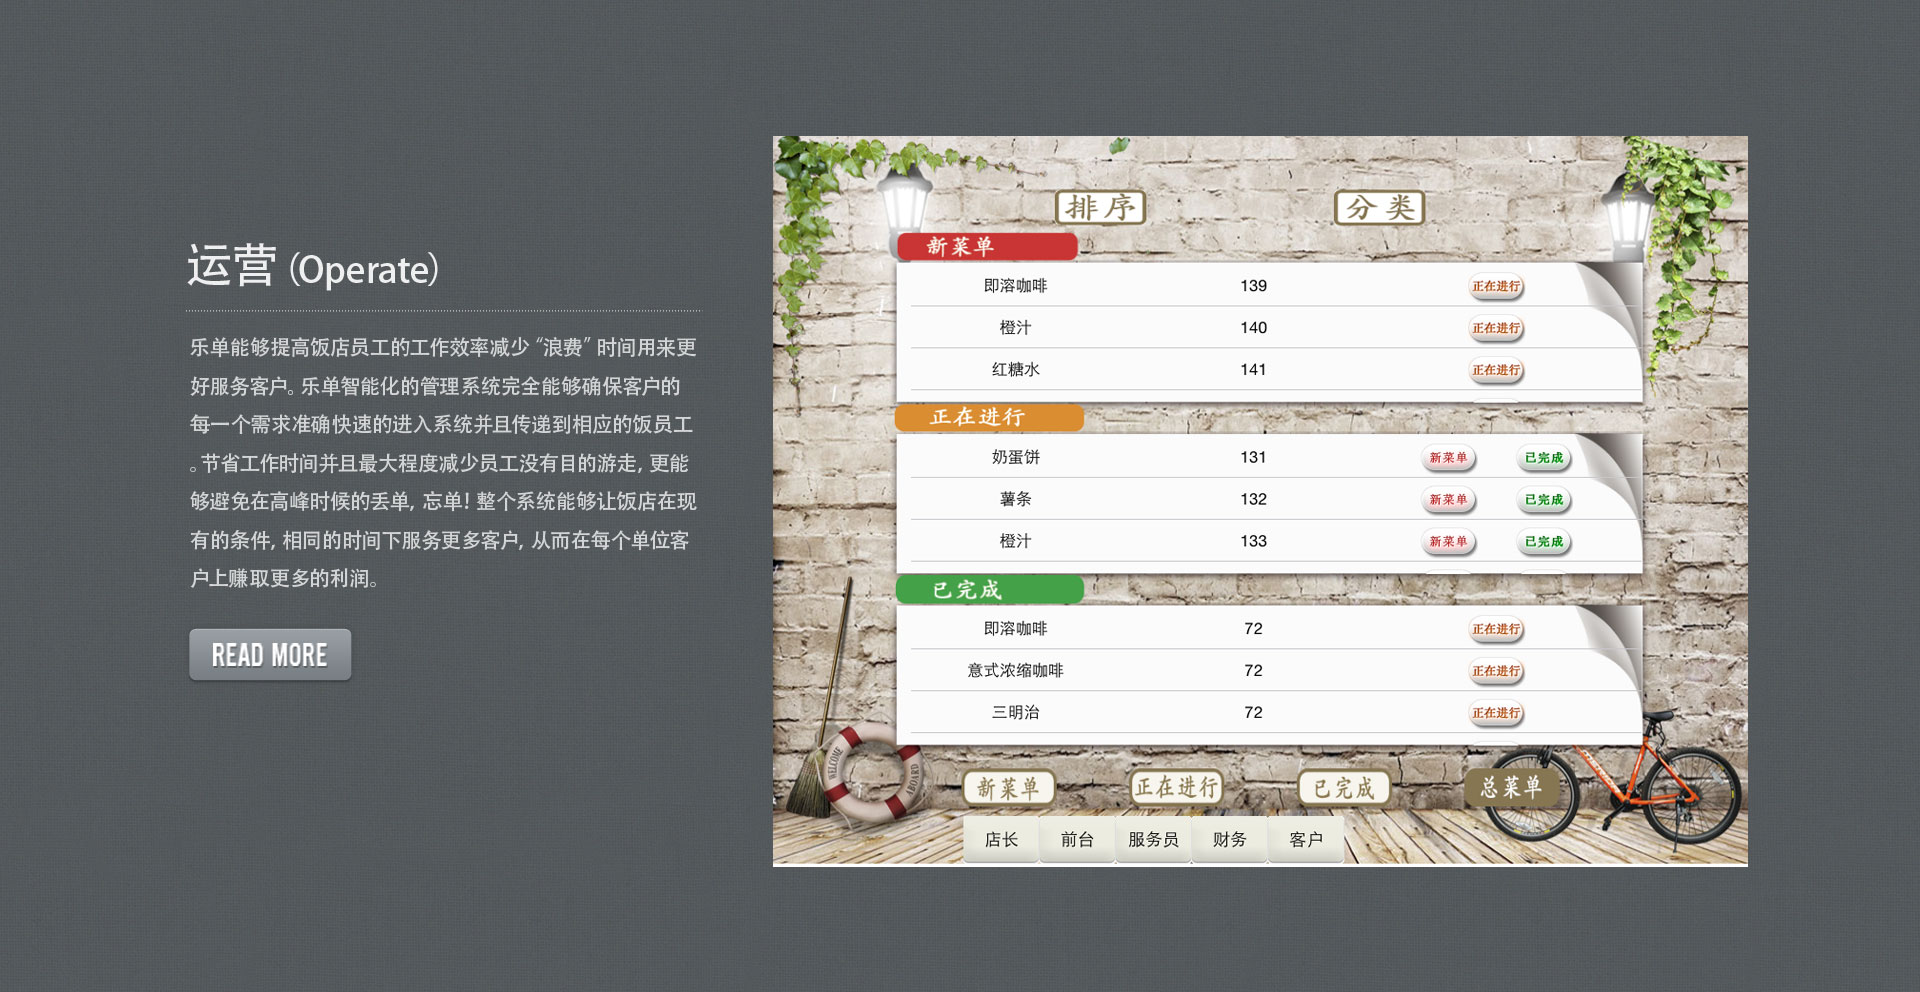 运营 (Operate)
乐单能够提高饭店员工的工作效率减少“浪费”时间用来更
好服务客户。乐单智能化的管理系统完全能够确保客户的
每一个需求准确快速的进入系统并且传递到相应的饭员工
。节省工作时间并且最大程度减少员工没有目的游走, 更能
够避免在高峰时候的丢单, 忘单! 整个系统能够让饭店在现
有的条件, 相同的时间下服务更多客户, 从而在每个单位客
户上赚取更多的利润。
READ MORE
排序 分类
新菜单
即溶咖啡 139 正在进行
橙汁 140 正在进行
红糖水 141 正在进行
正在进行
奶蛋饼 131 新菜单 已完成
薯条 132 新菜单 已完成
橙汁 133 新菜单 已完成
已完成
即溶咖啡 72 正在进行
意式浓缩咖啡 72 正在进行
三明治 72 正在进行
WELCOME ABOARD
新菜单 正在进行 已完成 总菜单
店长 前台 服务员 财务 客户